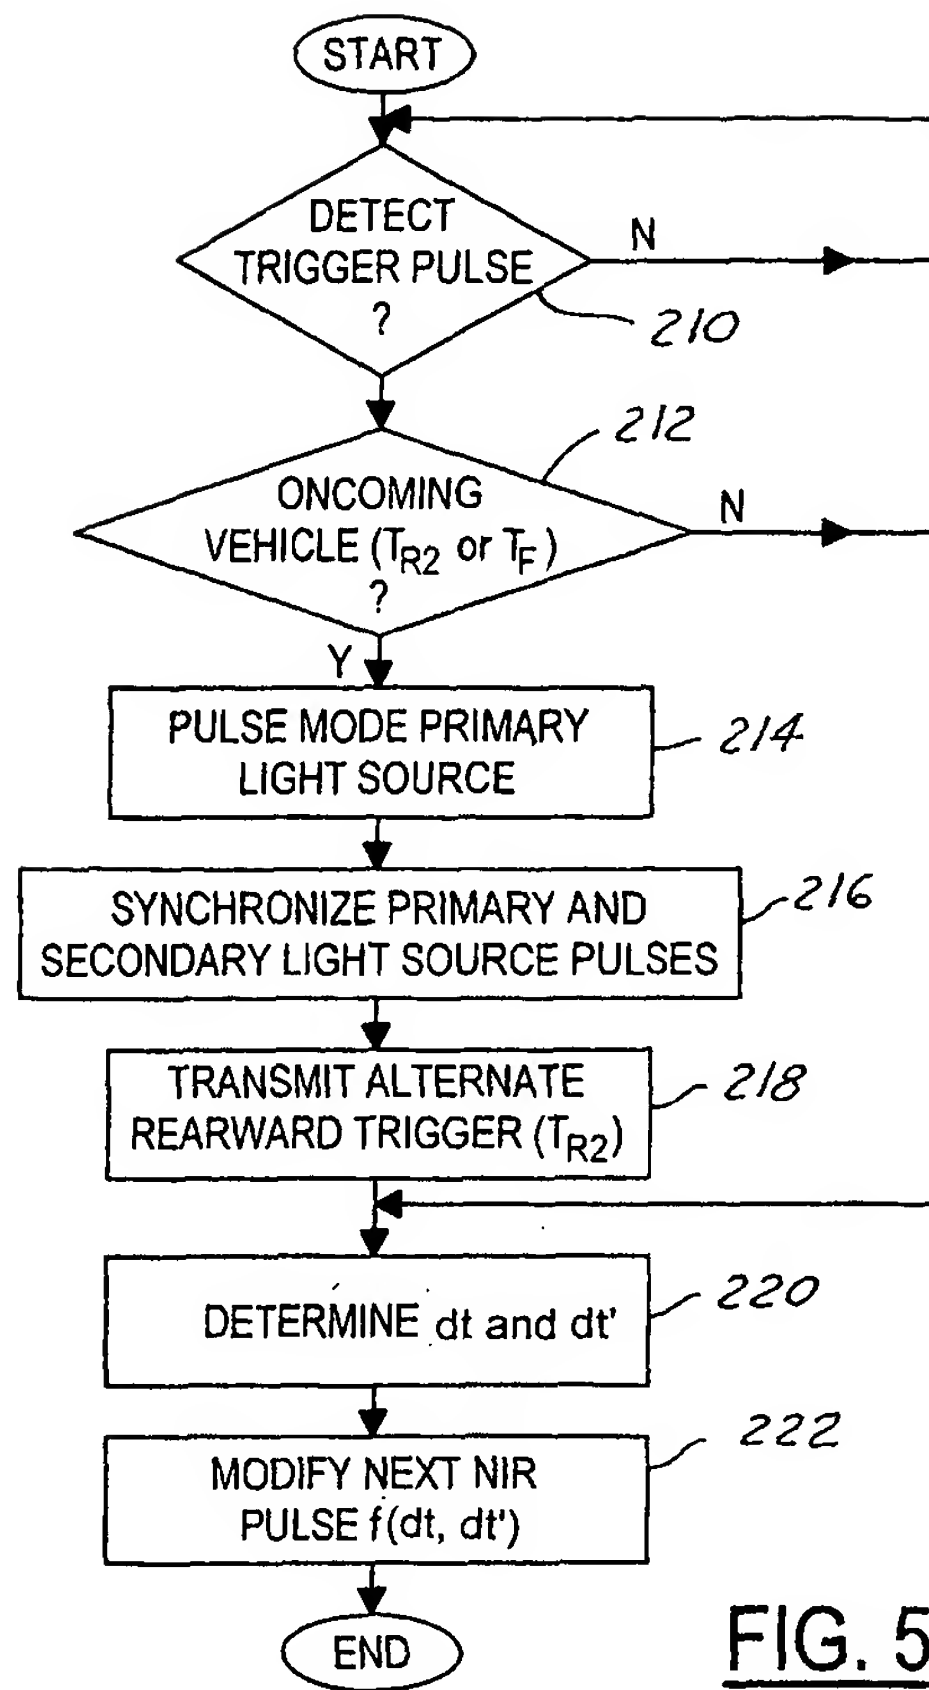 START
DETECT
TRIGGER PULSE
?
N
210
212
ONCOMING
VEHICLE (TR2 or TF)
?
N
Y
PULSE MODE PRIMARY
LIGHT SOURCE
214
SYNCHRONIZE PRIMARY AND
SECONDARY LIGHT SOURCE PULSES
216
TRANSMIT ALTERNATE
REARWARD TRIGGER (TR2)
218
DETERMINE dt and dt'
220
MODIFY NEXT NIR
PULSE f(dt, dt')
222
END
FIG. 5